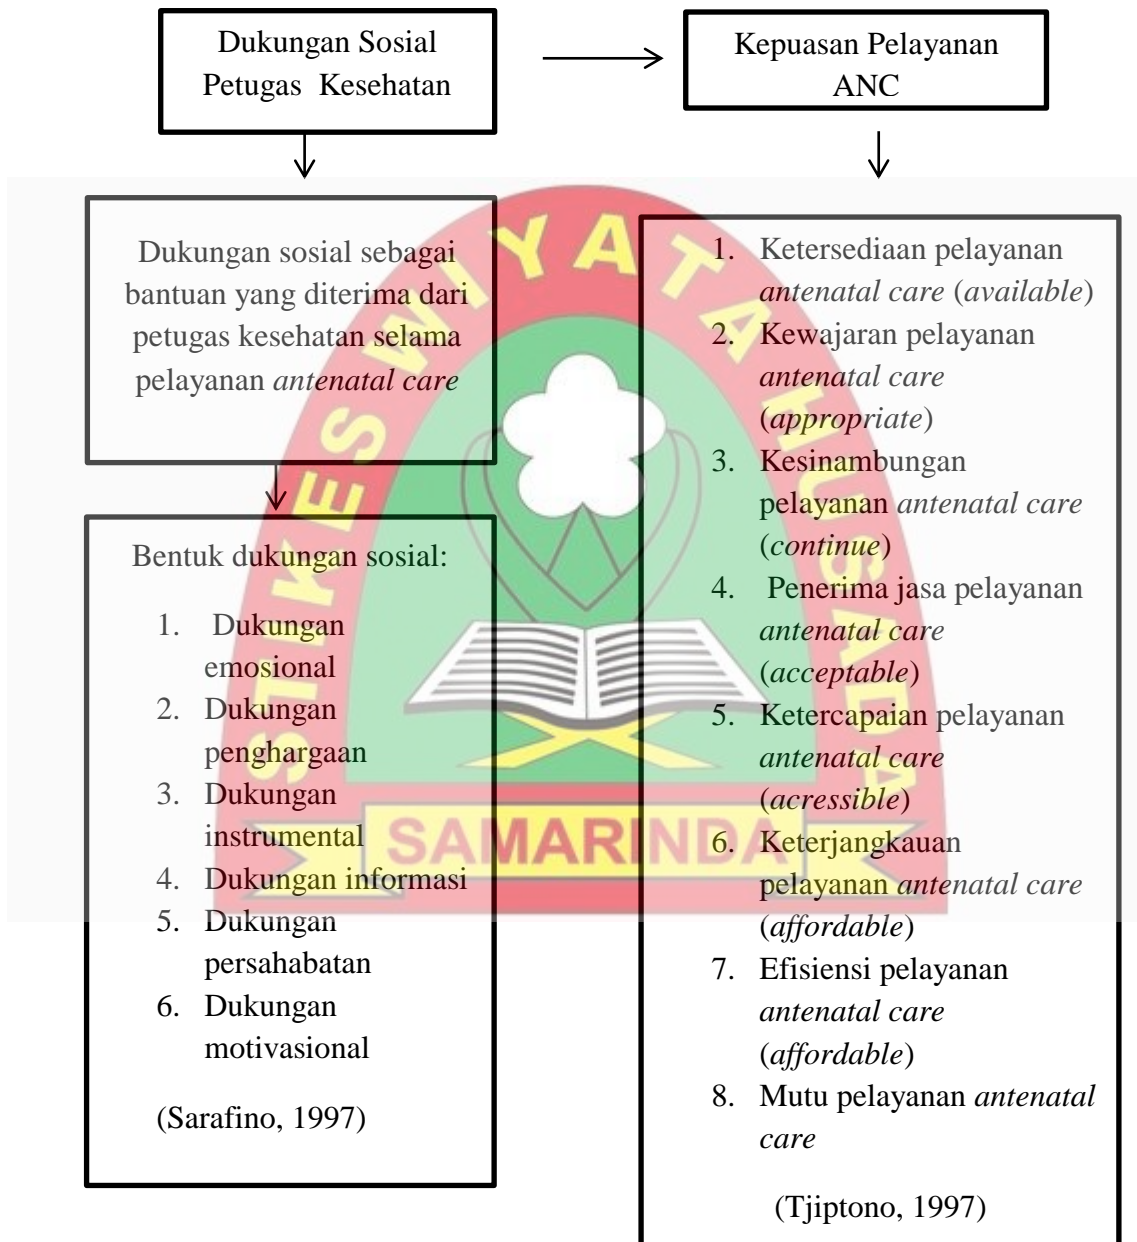 Dukungan Sosial
Petugas Kesehatan
Kepuasan Pelayanan
ANC
Dukungan sosial sebagai
bantuan yang diterima dari
petugas kesehatan selama
pelayanan antenatal care
Bentuk dukungan sosial:
1. Dukungan
emosional
2. Dukungan
penghargaan
3. Dukungan
instrumental
4. Dukungan informasi
5. Dukungan
persahabatan
6. Dukungan
motivasional
(Sarafino, 1997)
1. Ketersediaan pelayanan
antenatal care (available)
2. Kewajaran pelayanan
antenatal care
(appropriate)
3. Kesinambungan
pelayanan antenatal care
(continue)
4. Penerima jasa pelayanan
antenatal care
(acceptable)
5. Ketercapaian pelayanan
antenatal care
(acressible)
6. Keterjangkauan
pelayanan antenatal care
(affordable)
7. Efisiensi pelayanan
antenatal care
(affordable)
8. Mutu pelayanan antenatal
care
(Tjiptono, 1997)
STIKES WIYATA HUSADA
SAMARINDA